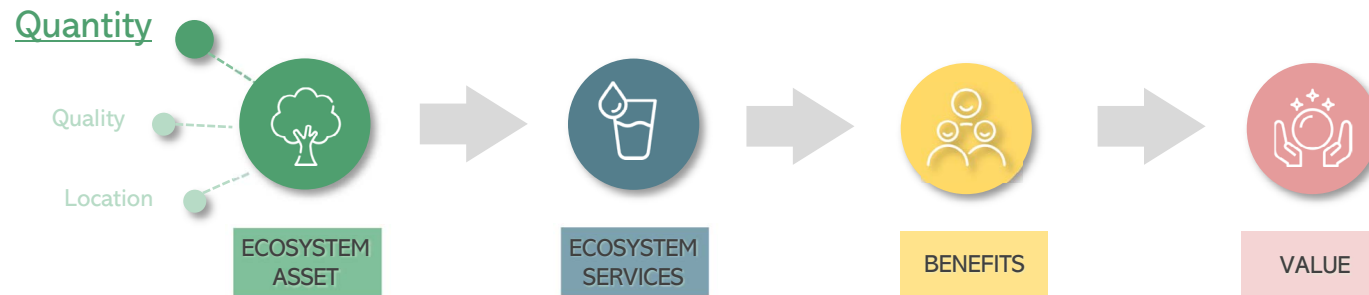 Quantity
Quality
Location
ECOSYSTEM
ASSET
ECOSYSTEM
SERVICES
BENEFITS
VALUE